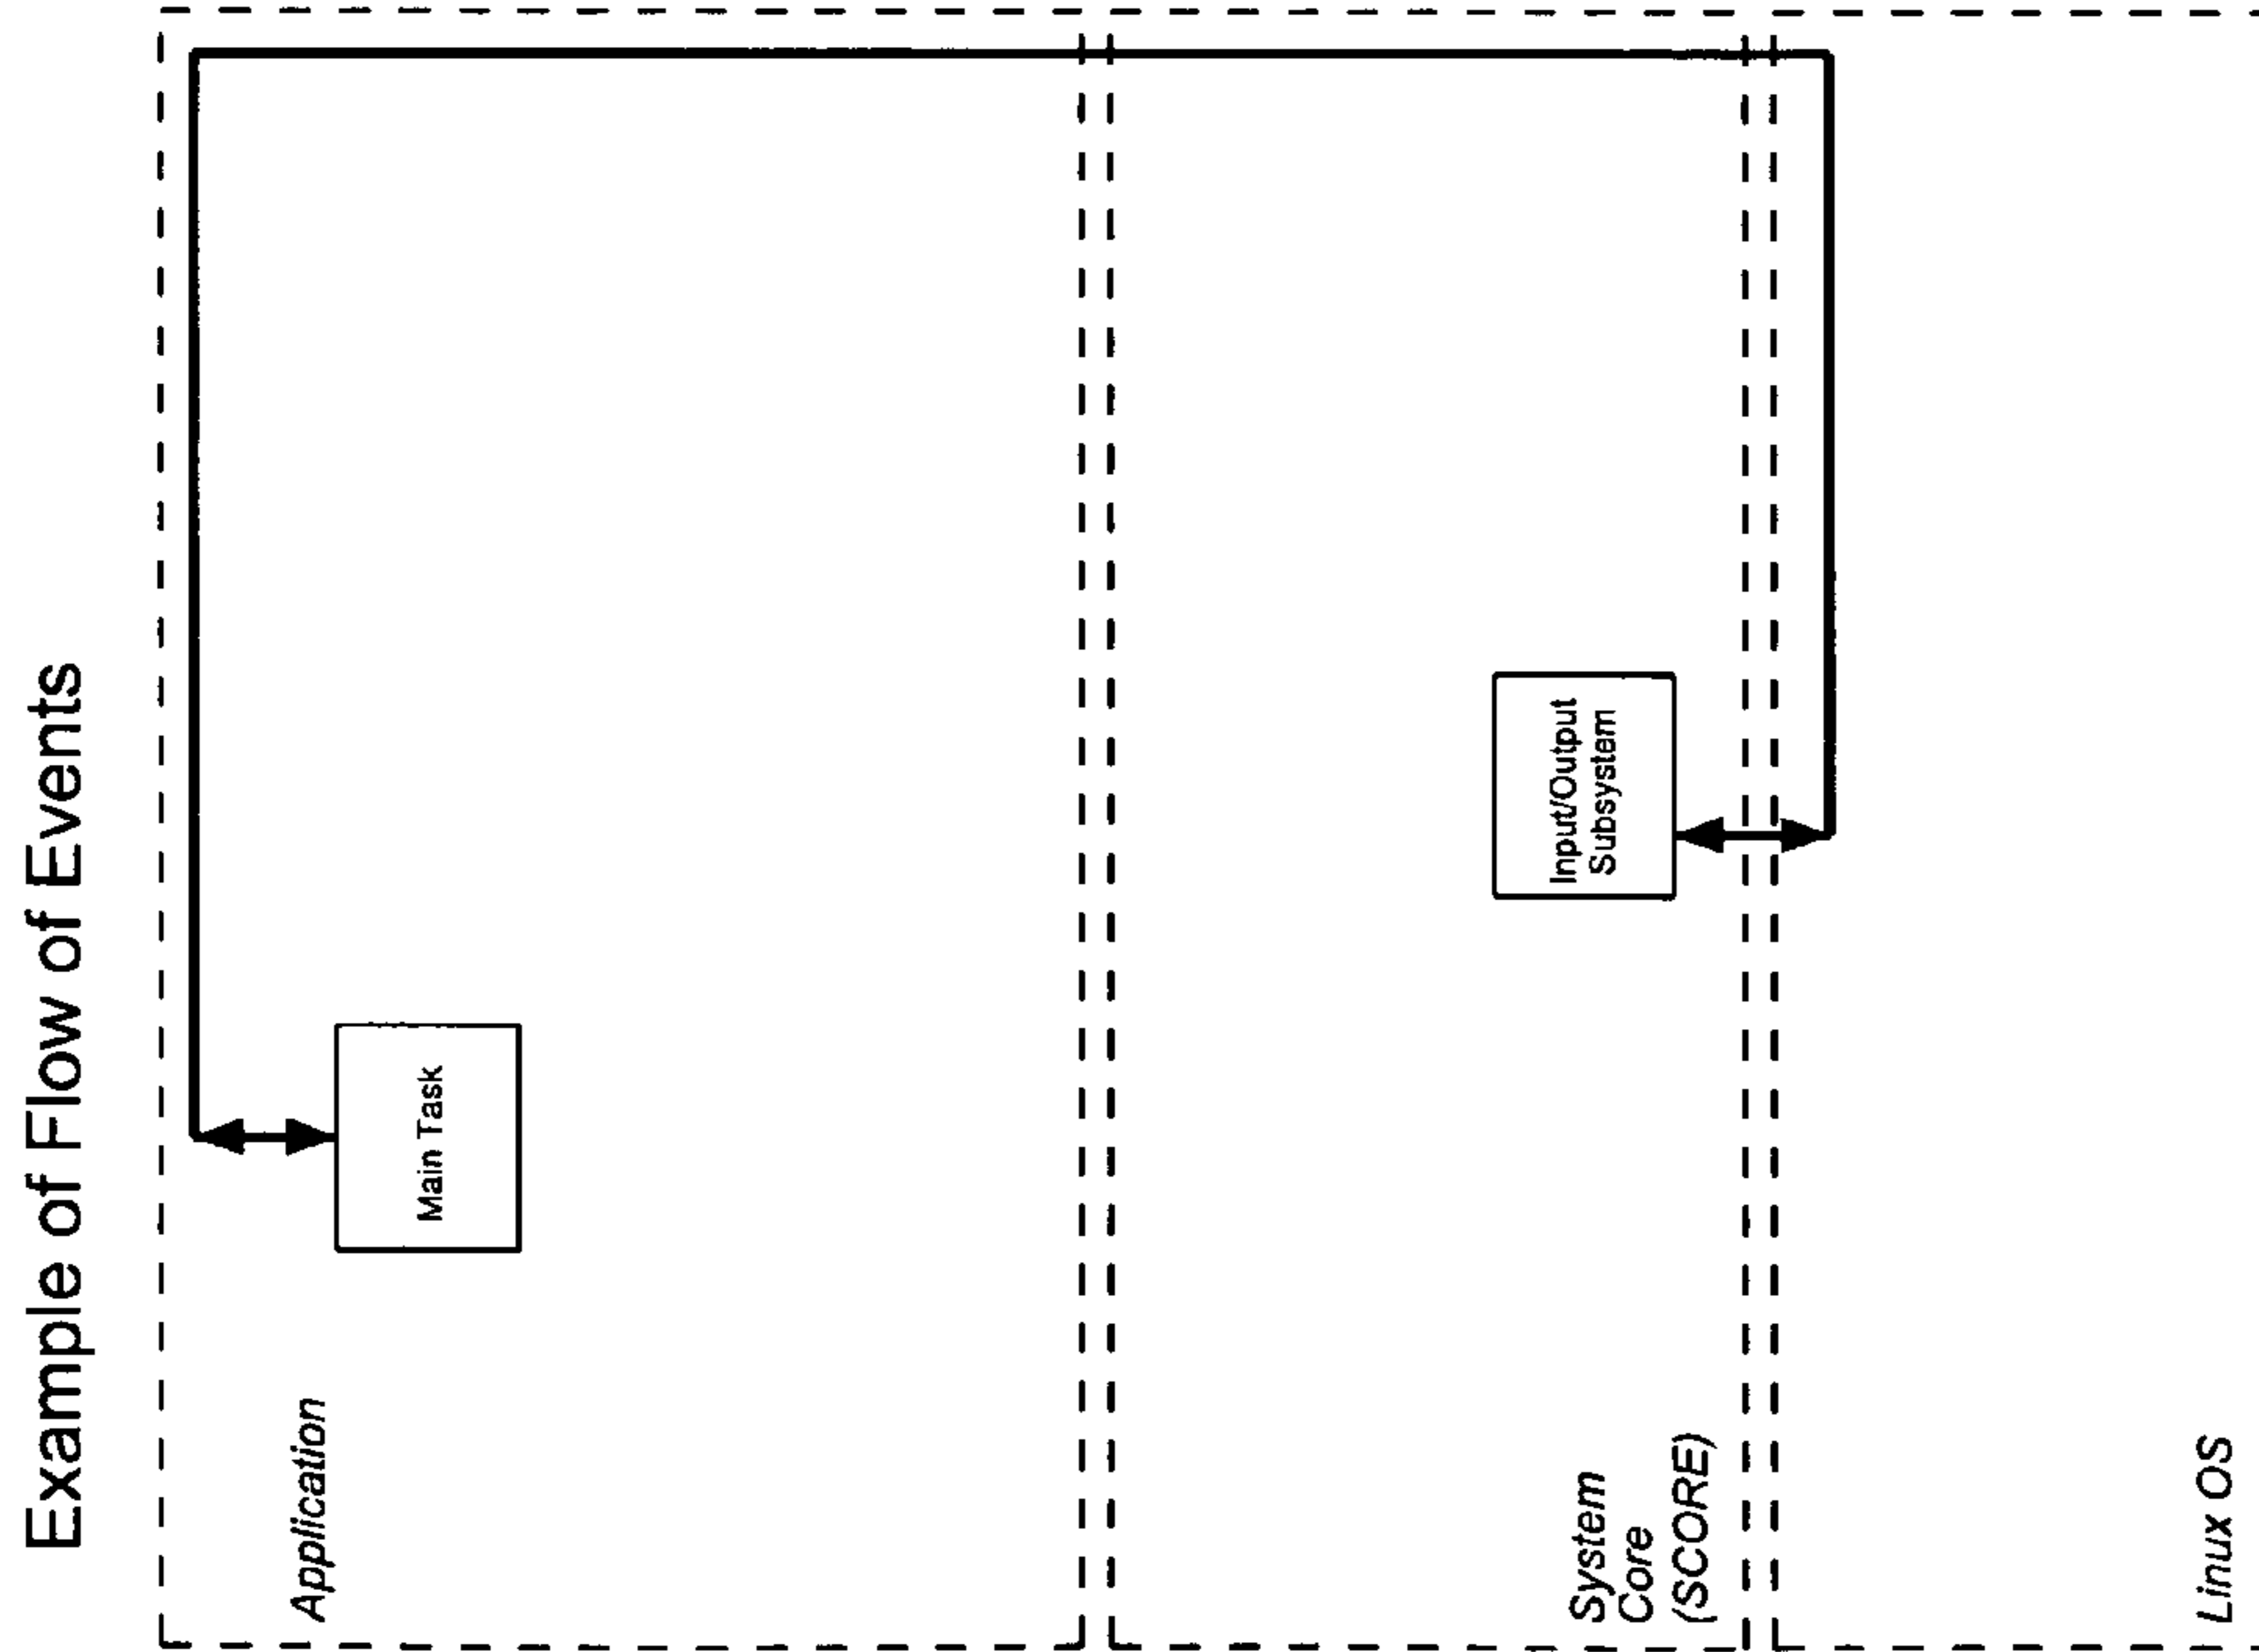 Example of Flow of Events
Application
Main Task
Input/Output
Subsystem
System
Core
(SCORE)
Linux OS